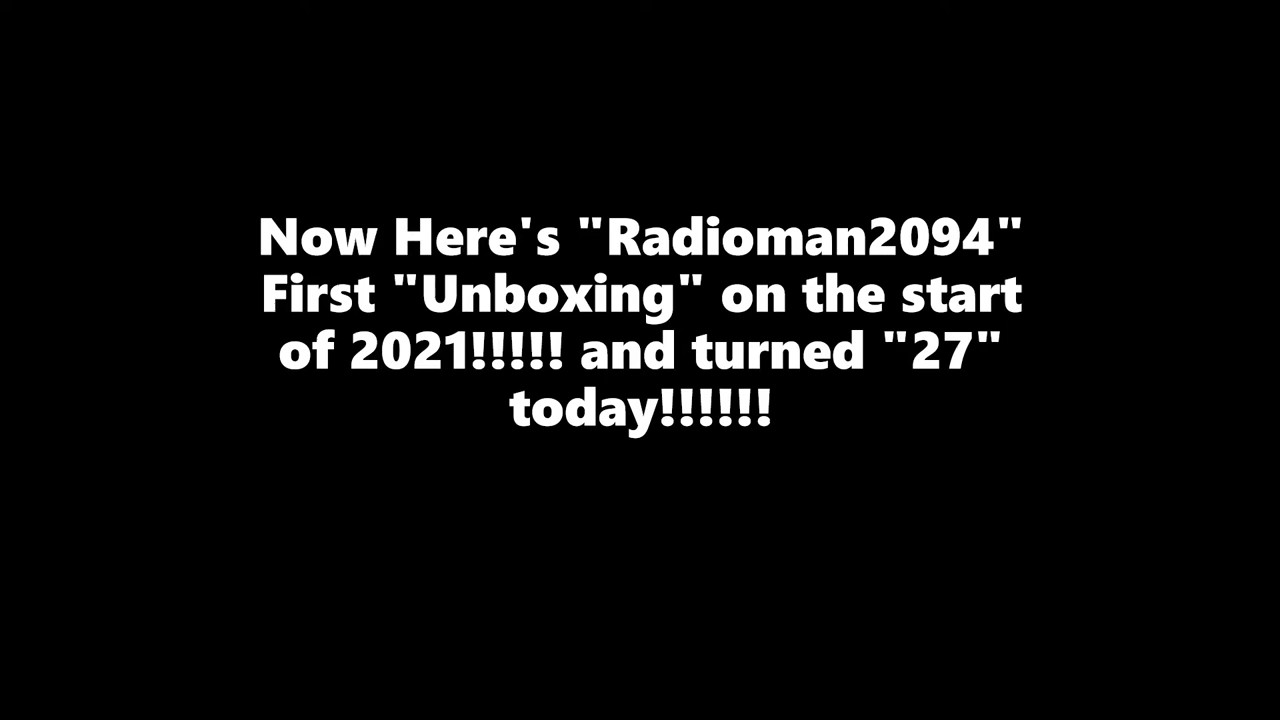 Now Here's "Radioman2094"
First "Unboxing" on the start
of 2021!!!!! and turned "27"
today!!!!!!